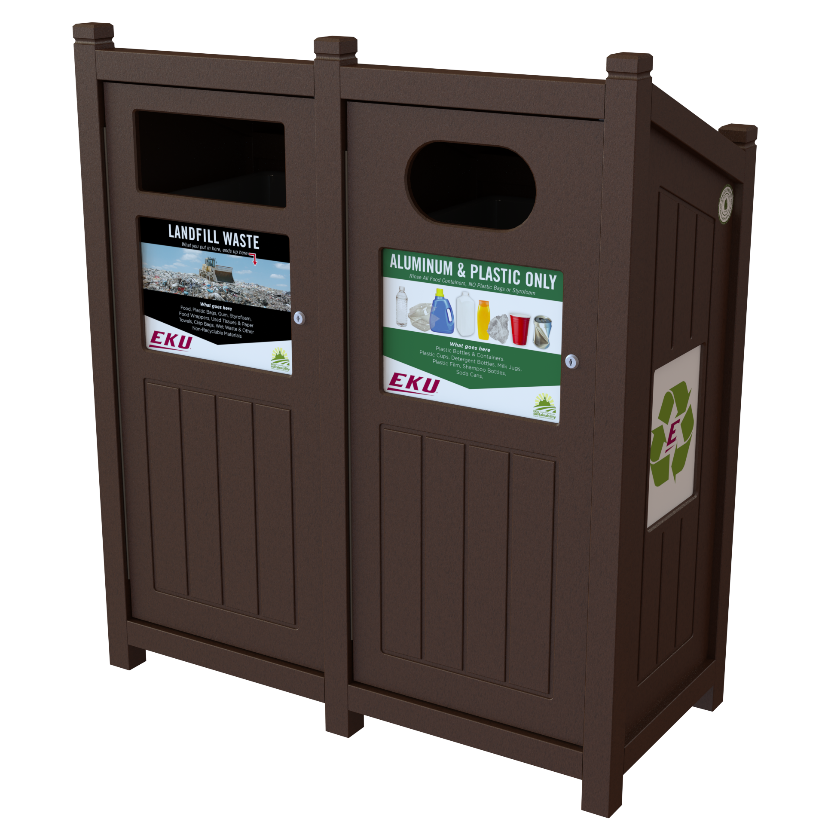 LANDFILL WASTE
What you put in here, ends up here
What goes here
Food, Plastic Bags, Gum, Styrofoam,
Food Wrappers, Used Tissues & Paper
Towels, Chip Bags, Wet Waste & Other
Non-Recyclable Materials
EKU
ALUMINUM & PLASTIC ONLY
Rinse All Food Containers, NO Plastic Bags or Styrofoam
What goes here
Plastic Bottles & Containers
Plastic Cups, Detergent Bottles, Milk Jugs,
Plastic Film, Shampoo Bottles,
Soda Cans.
EKU
E